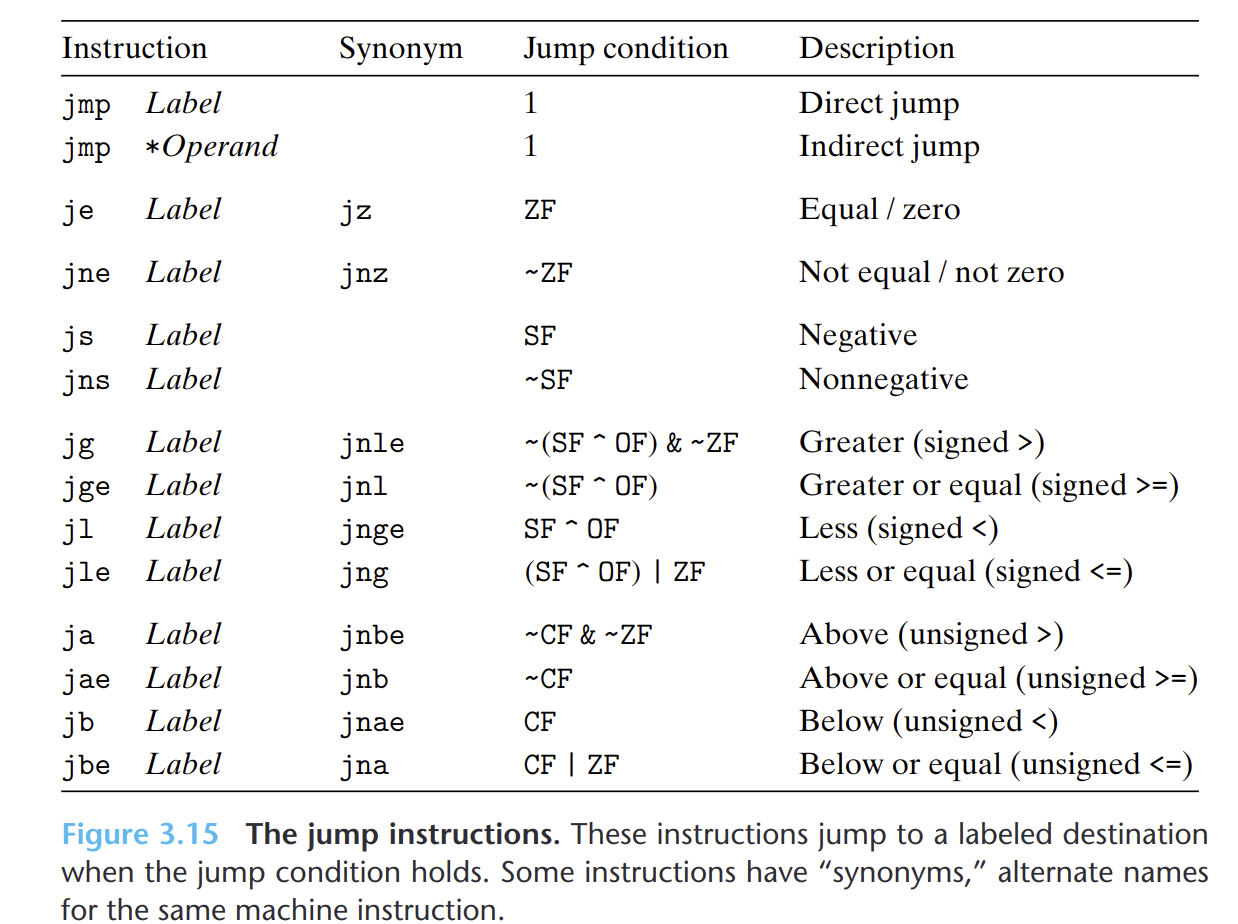 Instruction Synonym Jump condition Description
jmp Label 1 Direct jump
jmp *Operand 1 Indirect jump
je Label jz ZF Equal / zero
jne Label jnz ~ZF Not equal / not zero
js Label SF Negative
jns Label ~SF Nonnegative
jg Label jnle ~(SF ^ OF) & ~ZF Greater (signed >)
jge Label jnl ~(SF ^ OF) Greater or equal (signed >=)
jl Label jnge SF ^ OF Less (signed <)
jle Label jng (SF ^ OF) | ZF Less or equal (signed <=)
ja Label jnbe ~CF & ~ZF Above (unsigned >)
jae Label jnb ~CF Above or equal (unsigned >=)
jb Label jnae CF Below (unsigned <)
jbe Label jna CF | ZF Below or equal (unsigned <=)
Figure 3.15 The jump instructions. These instructions jump to a labeled destination
when the jump condition holds. Some instructions have “synonyms,” alternate names
for the same machine instruction.